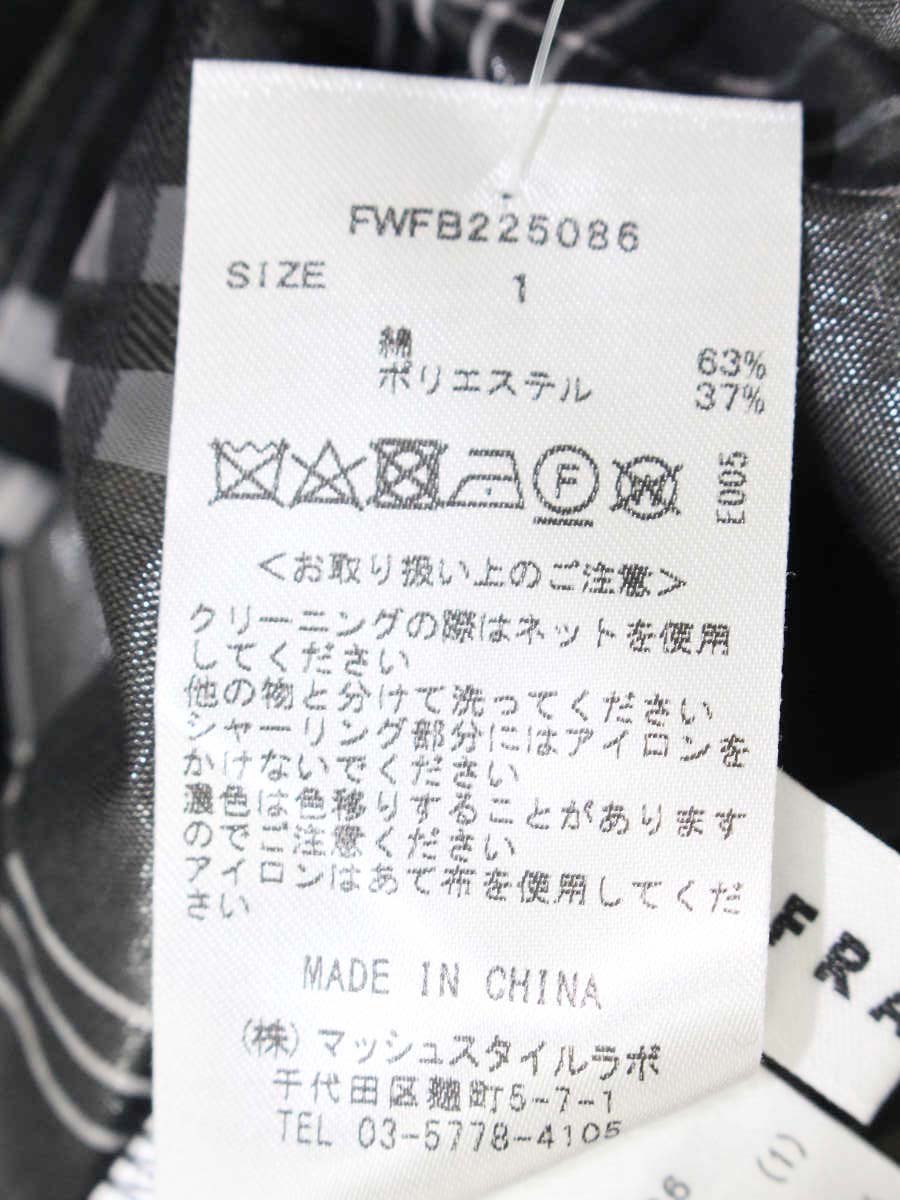 FWFB225086
SIZE 1
綿 63%
ポリエステル 37%
F W E005
<お取り扱い上のご注意>
クリーニングの際はネットを使用
してください
他の物と分けて洗ってください
シャーリング部分にはアイロンを
かけないでください
濃色は色移りすることがあります
のでご注意ください
アイロンはあて布を使用してくだ
さい
MADE IN CHINA
(株)マッシュスタイルラボ
千代田区麹町5-7-1
TEL 03-5778-4105
FRA
6 (1)